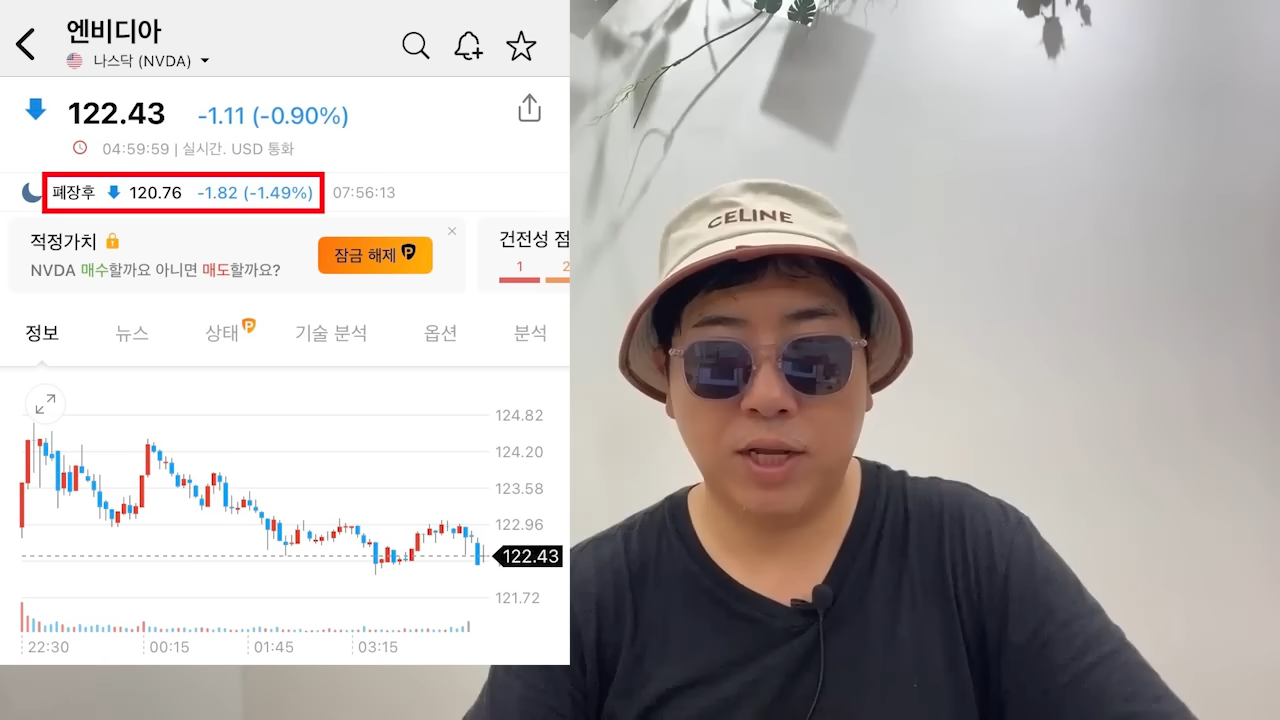 엔비디아
나스닥 (NVDA)
122.43 -1.11 (-0.90%)
04:59:59 | 실시간. USD 통화
폐장후 120.76 -1.82 (-1.49%) 07:56:13
적정가치
NVDA 매수할까요 아니면 매도할까요?
잠금 해제 P
건전성 점
1 2
정보 뉴스 상태 P 기술 분석 옵션 분석
124.82
124.20
123.58
122.96
122.43
121.72
22:30 00:15 01:45 03:15
CELINE